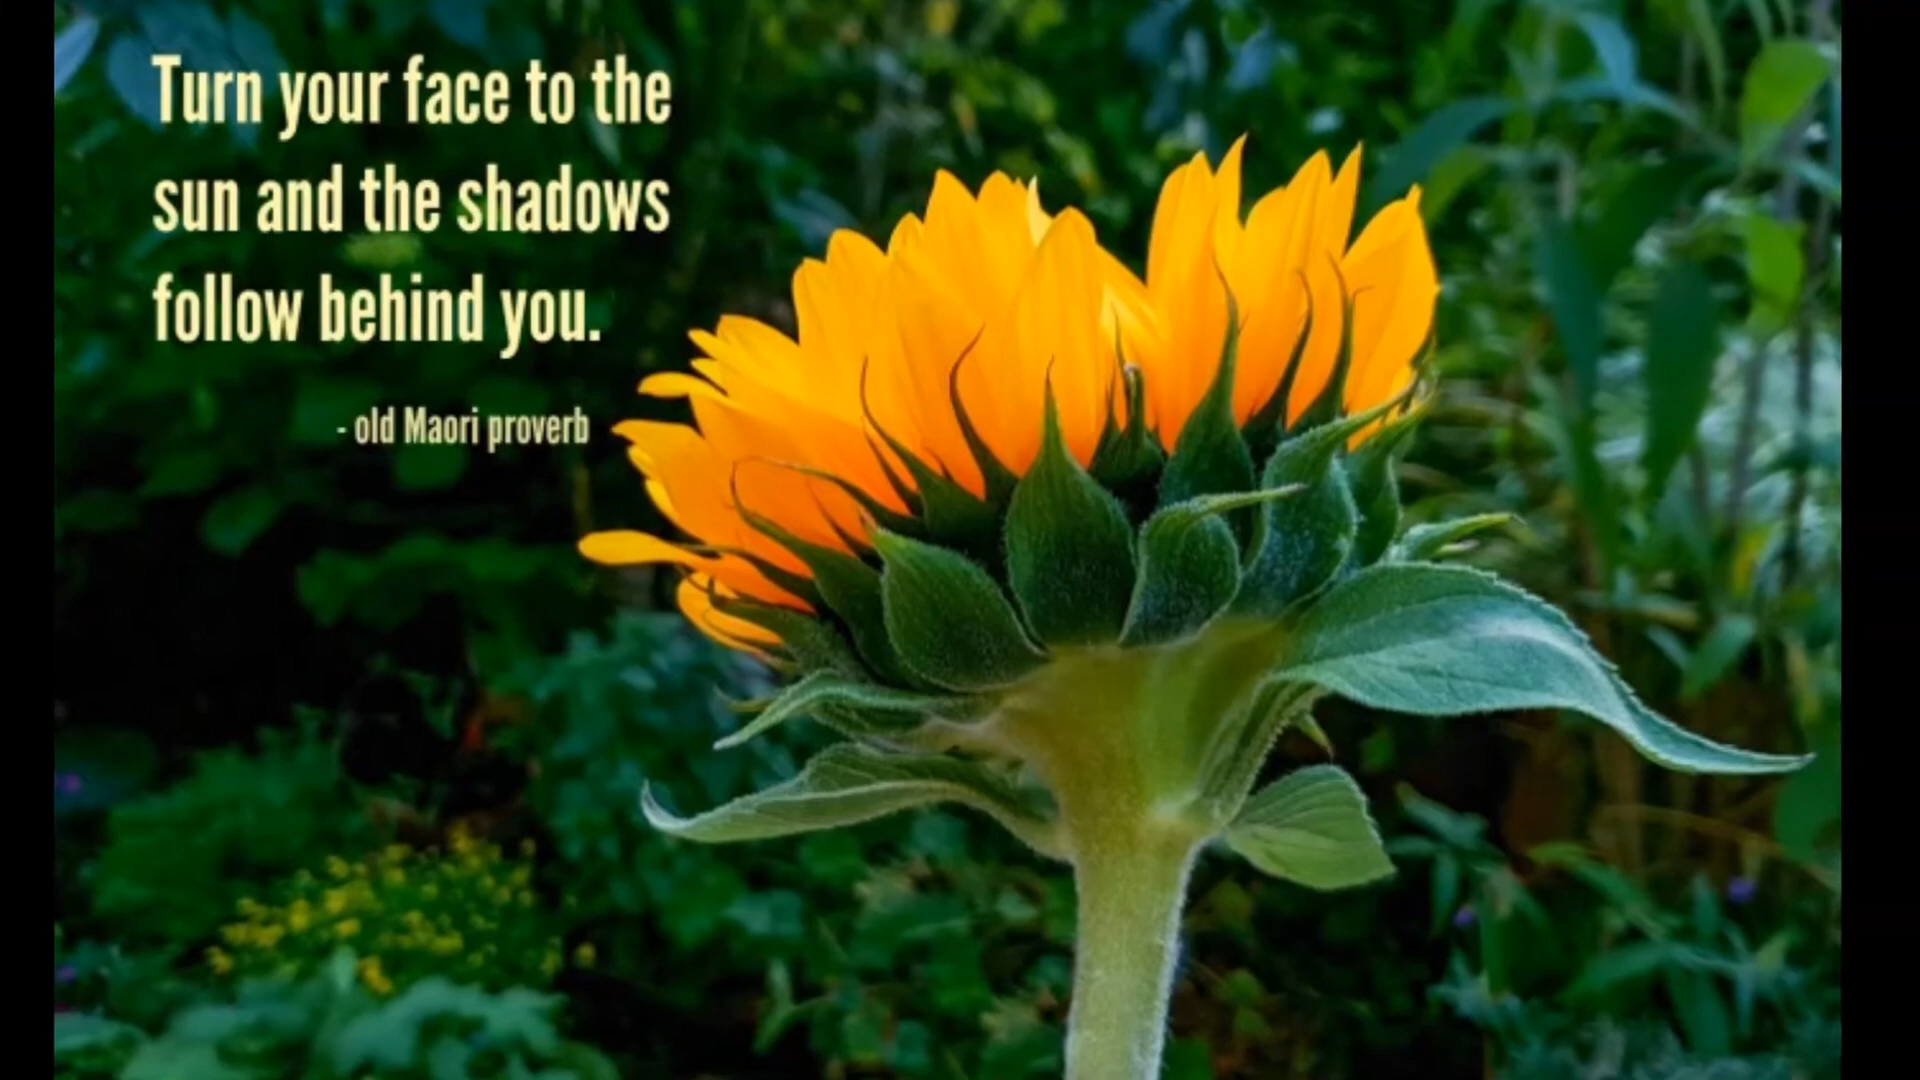 Turn your face to the
sun and the shadows
follow behind you.
- old Maori proverb